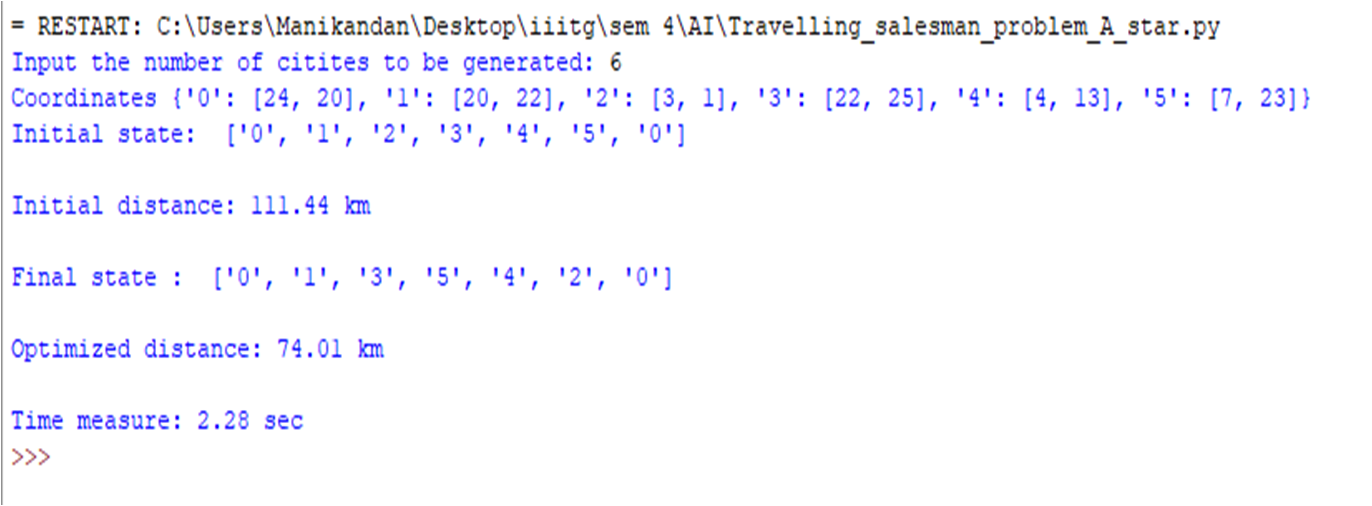 = RESTART: C:\Users\Manikandan\Desktop\iiitg\sem 4\AI\Travelling_salesman_problem_A_star.py
Input the number of citites to be generated: 6
Coordinates {'0': [24, 20], '1': [20, 22], '2': [3, 1], '3': [22, 25], '4': [4, 13], '5': [7, 23]}
Initial state:  ['0', '1', '2', '3', '4', '5', '0']
Initial distance: 111.44 km
Final state :  ['0', '1', '3', '5', '4', '2', '0']
Optimized distance: 74.01 km
Time measure: 2.28 sec
>>>